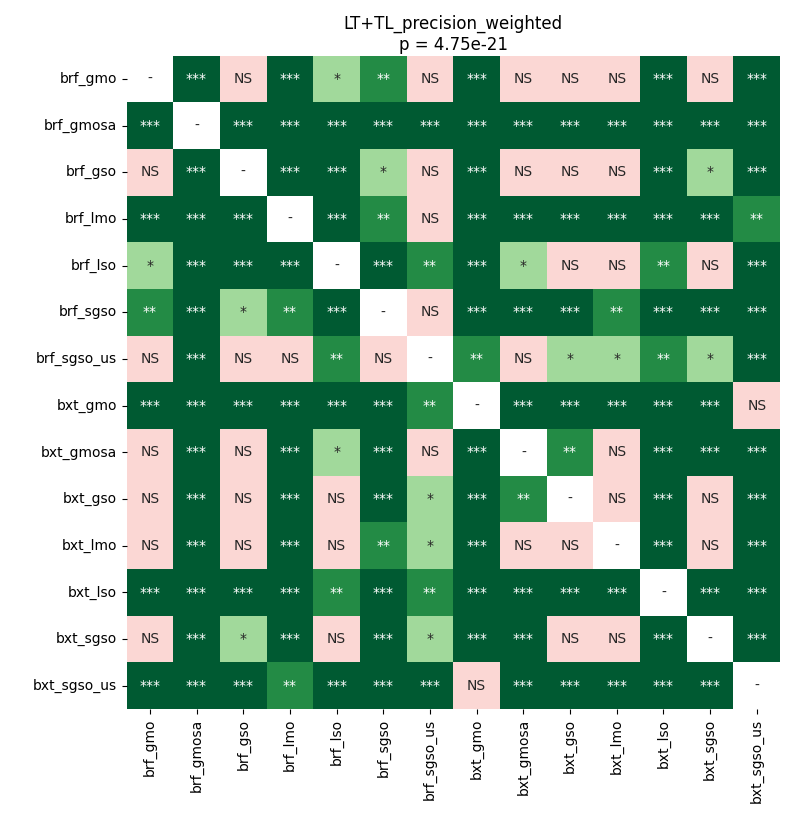 LT+TL_precision_weighted
p = 4.75e-21
brf_gmo - *** NS *** * ** NS *** NS NS NS *** NS ***
brf_gmosa *** - *** *** *** *** *** *** *** *** *** *** *** ***
brf_gso NS *** - *** *** * NS *** NS NS NS *** * ***
brf_lmo *** *** *** - *** ** NS *** *** *** *** *** *** **
brf_lso * *** *** *** - *** ** *** * NS NS ** NS ***
brf_sgso ** *** * ** *** - NS *** *** *** ** *** *** ***
brf_sgso_us NS *** NS NS ** NS - ** NS * * ** * ***
bxt_gmo *** *** *** *** *** *** ** - *** *** *** *** *** NS
bxt_gmosa NS *** NS *** * *** NS *** - ** NS *** *** ***
bxt_gso NS *** NS *** NS *** * *** ** - NS *** NS ***
bxt_lmo NS *** NS *** NS ** * *** NS NS - *** NS ***
bxt_lso *** *** *** *** ** *** ** *** *** *** *** - *** ***
bxt_sgso NS *** * *** NS *** * *** *** NS NS *** - ***
bxt_sgso_us *** *** *** ** *** *** *** NS *** *** *** *** *** -
brf_gmo brf_gmosa brf_gso brf_lmo brf_lso brf_sgso brf_sgso_us bxt_gmo bxt_gmosa bxt_gso bxt_lmo bxt_lso bxt_sgso bxt_sgso_us